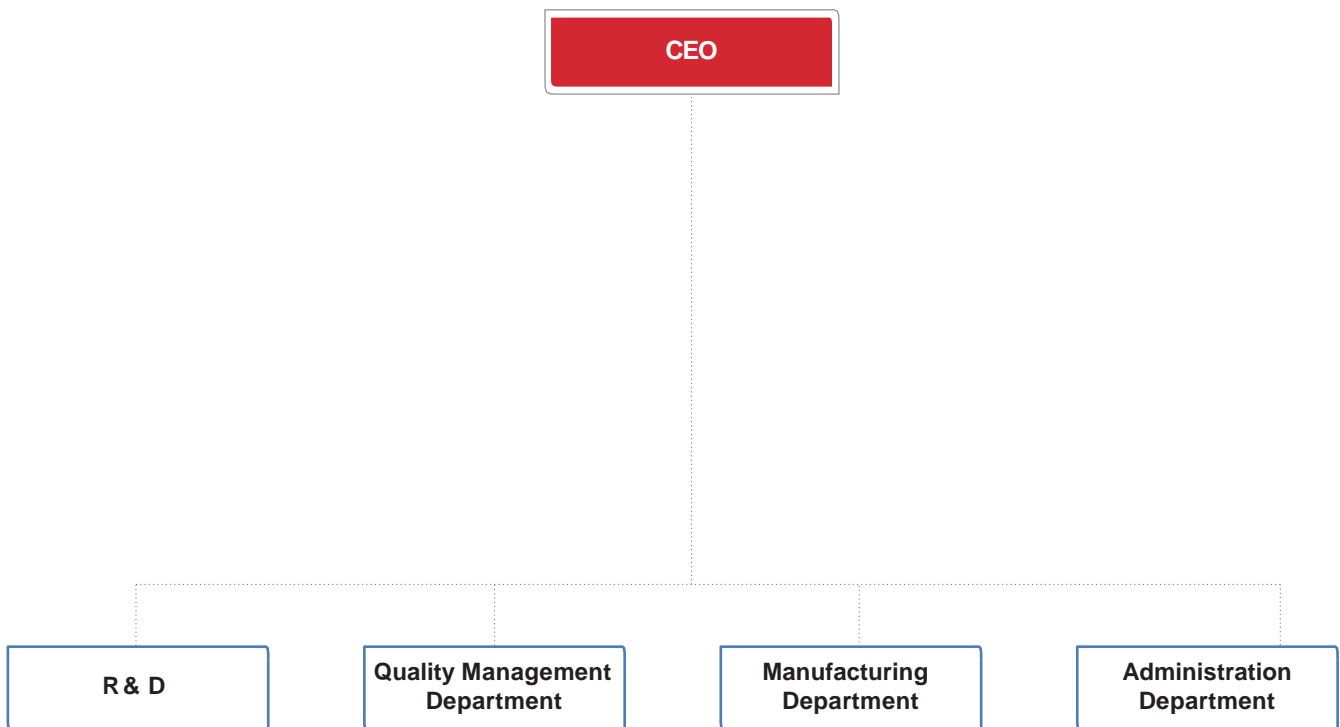 CEO
R & D
Quality Management
Department
Manufacturing
Department
Administration
Department